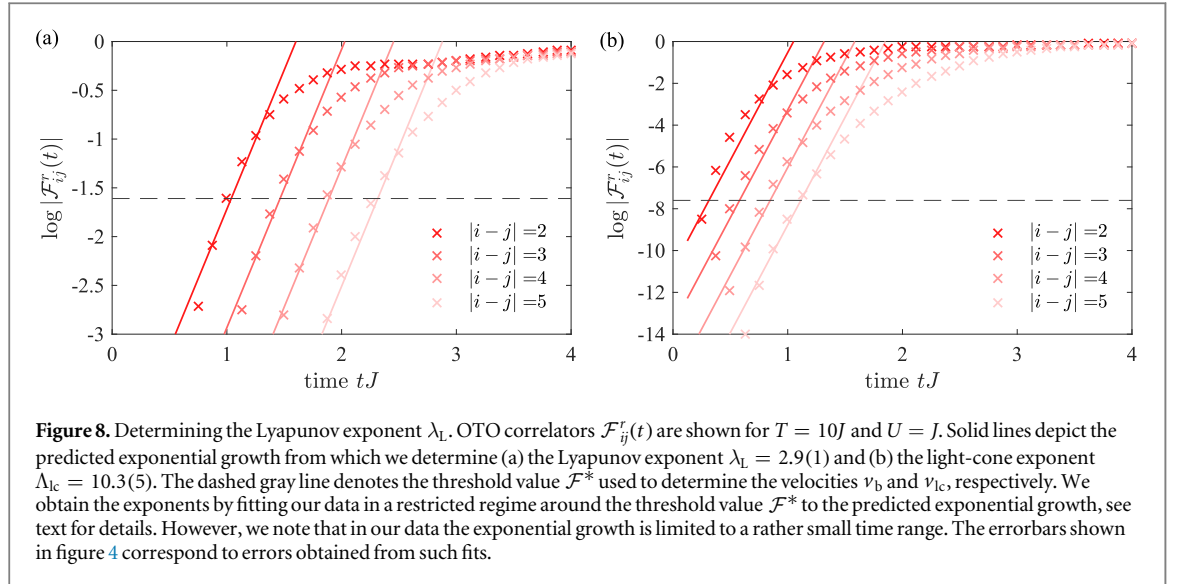 (a)
0
-0.5
-1
-1.5
-2
-2.5
-3
log |𝓕ʳᵢⱼ(t)|
|i − j| =2
|i − j| =3
|i − j| =4
|i − j| =5
0 1 2 3 4
time tJ
(b)
0
-2
-4
-6
-8
-10
-12
-14
log |𝓕ʳᵢⱼ(t)|
|i − j| =2
|i − j| =3
|i − j| =4
|i − j| =5
0 1 2 3 4
time tJ
Figure 8. Determining the Lyapunov exponent λ_L. OTO correlators 𝓕ʳᵢⱼ(t) are shown for T = 10J and U = J. Solid lines depict the
predicted exponential growth from which we determine (a) the Lyapunov exponent λ_L = 2.9(1) and (b) the light-cone exponent
Λ_lc = 10.3(5). The dashed gray line denotes the threshold value 𝓕* used to determine the velocities v_b and v_lc, respectively. We
obtain the exponents by fitting our data in a restricted regime around the threshold value 𝓕* to the predicted exponential growth, see
text for details. However, we note that in our data the exponential growth is limited to a rather small time range. The errorbars shown
in figure 4 correspond to errors obtained from such fits.